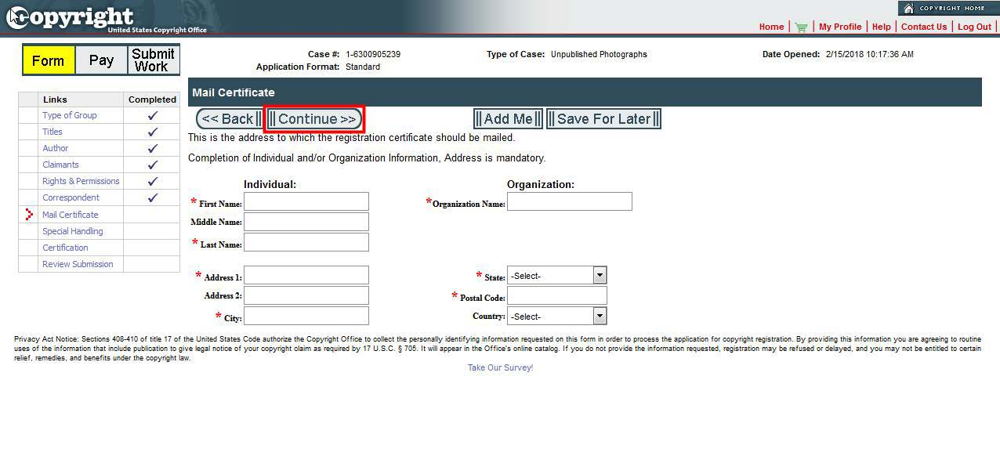 Copyright
United States Copyright Office
COPYRIGHT HOME
Home | My Profile | Help | Contact Us | Log Out |
Form Pay Submit Work
Case #: 1-6300905239 Type of Case: Unpublished Photographs Date Opened: 2/15/2018 10:17:36 AM
Application Format: Standard
Links Completed
Type of Group ✓
Titles ✓
Author ✓
Claimants ✓
Rights & Permissions ✓
Correspondent ✓
Mail Certificate
Special Handling
Certification
Review Submission
Mail Certificate
<< Back Continue >> Add Me Save For Later
This is the address to which the registration certificate should be mailed.
Completion of Individual and/or Organization Information, Address is mandatory.
Individual: Organization:
* First Name: *Organization Name:
Middle Name:
* Last Name:
* Address 1: * State: -Select-
Address 2: * Postal Code:
* City: Country: -Select-
Privacy Act Notice: Sections 408-410 of title 17 of the United States Code authorize the Copyright Office to collect the personally identifying information requested on this form in order to process the application for copyright registration. By providing this information you are agreeing to routine
uses of the information that include publication to give legal notice of your copyright claim as required by 17 U.S.C. § 705. It will appear in the Office's online catalog. If you do not provide the information requested, registration may be refused or delayed, and you may not be entitled to certain
relief, remedies, and benefits under the copyright law.
Take Our Survey!